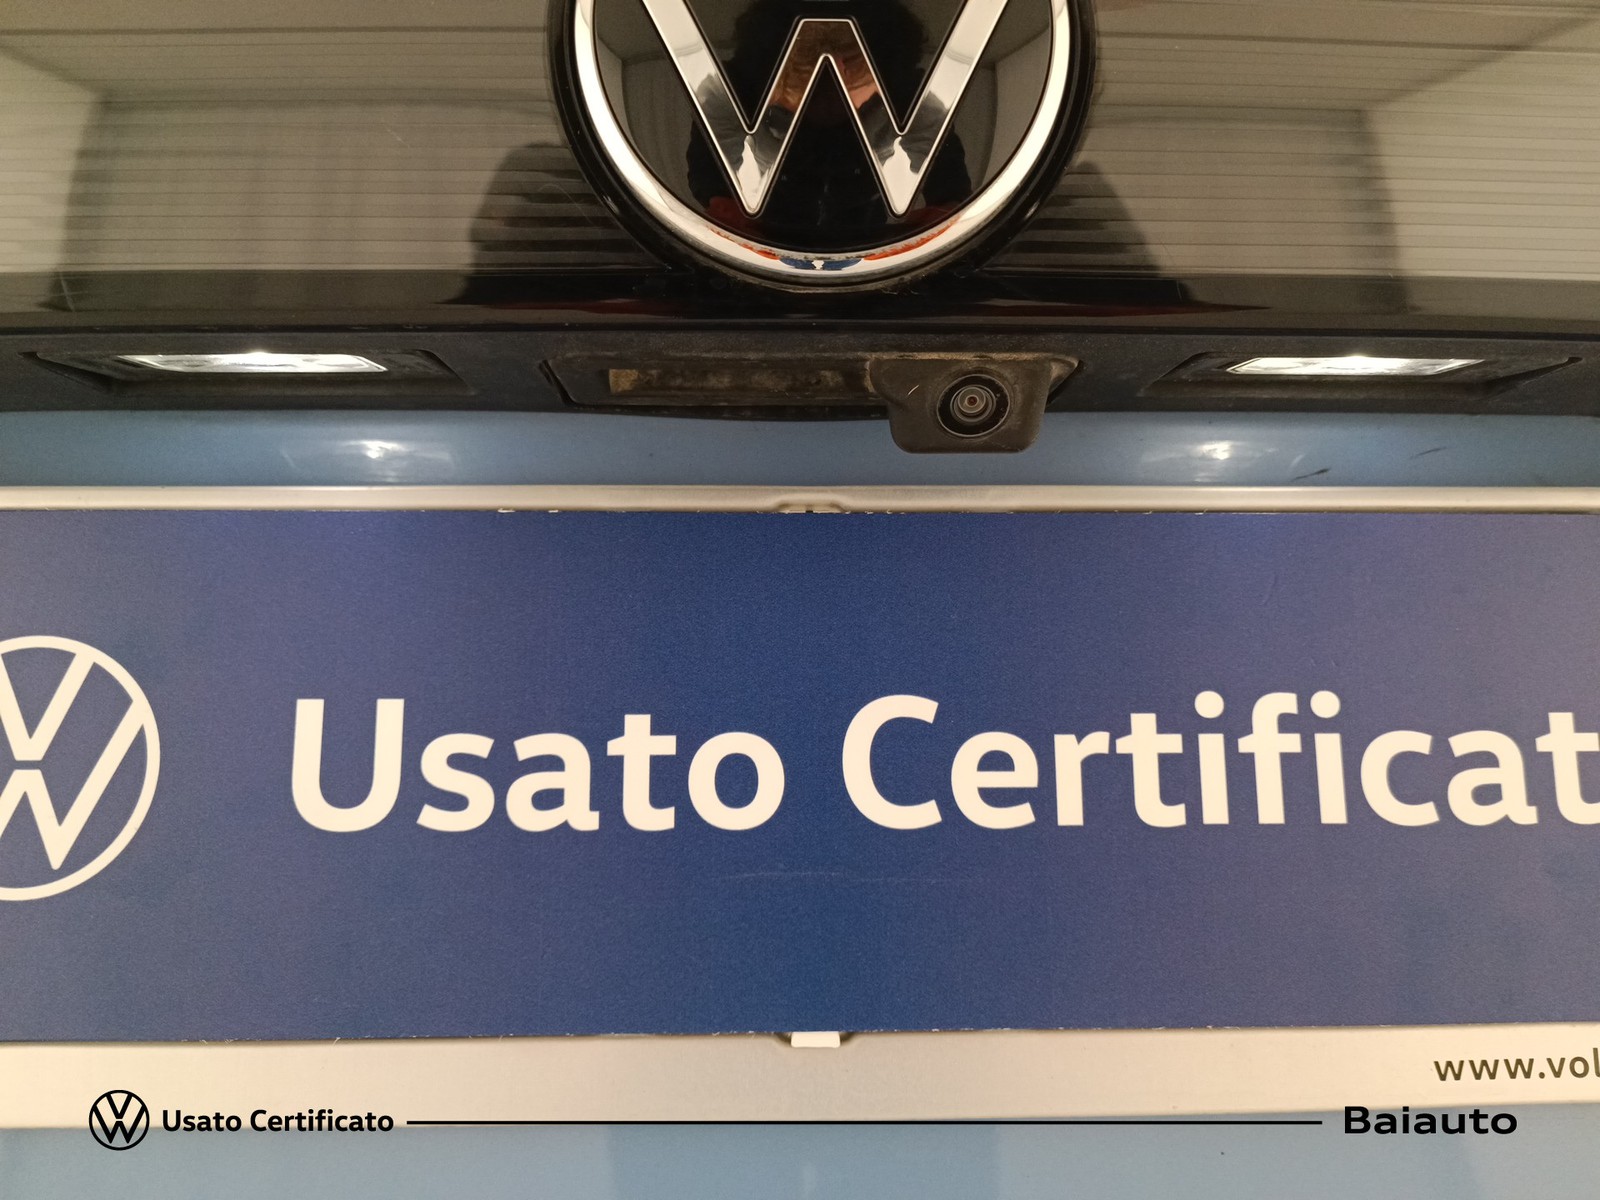 Usato Certificat
www.vol
Usato Certificato
Baiauto